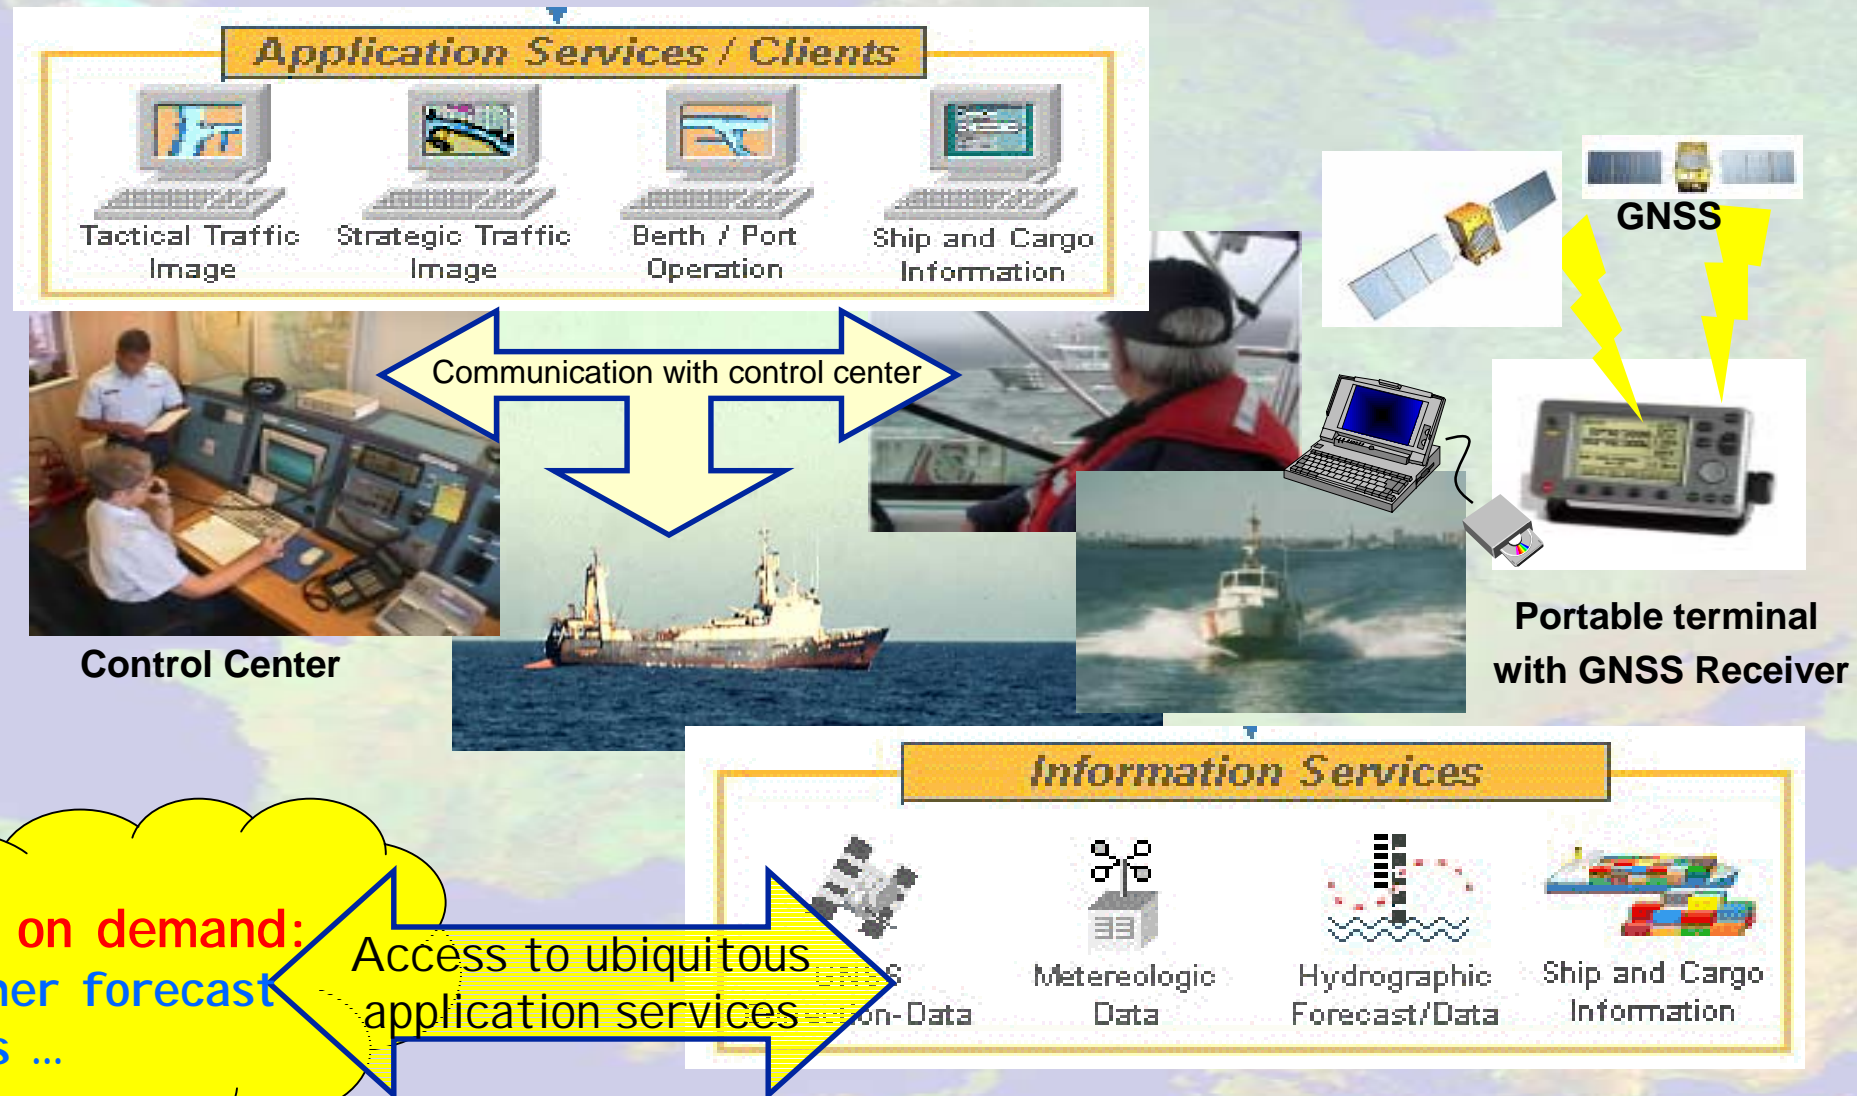 Application Services / Clients
Tactical Traffic
Image
Strategic Traffic
Image
Berth / Port
Operation
Ship and Cargo
Information
GNSS
Communication with control center
Control Center
Portable terminal
with GNSS Receiver
Information Services
on demand:
forecast
...
Access to ubiquitous
application services
GNSS
-Data
Metereologic
Data
Hydrographic
Forecast/Data
Ship and Cargo
Information